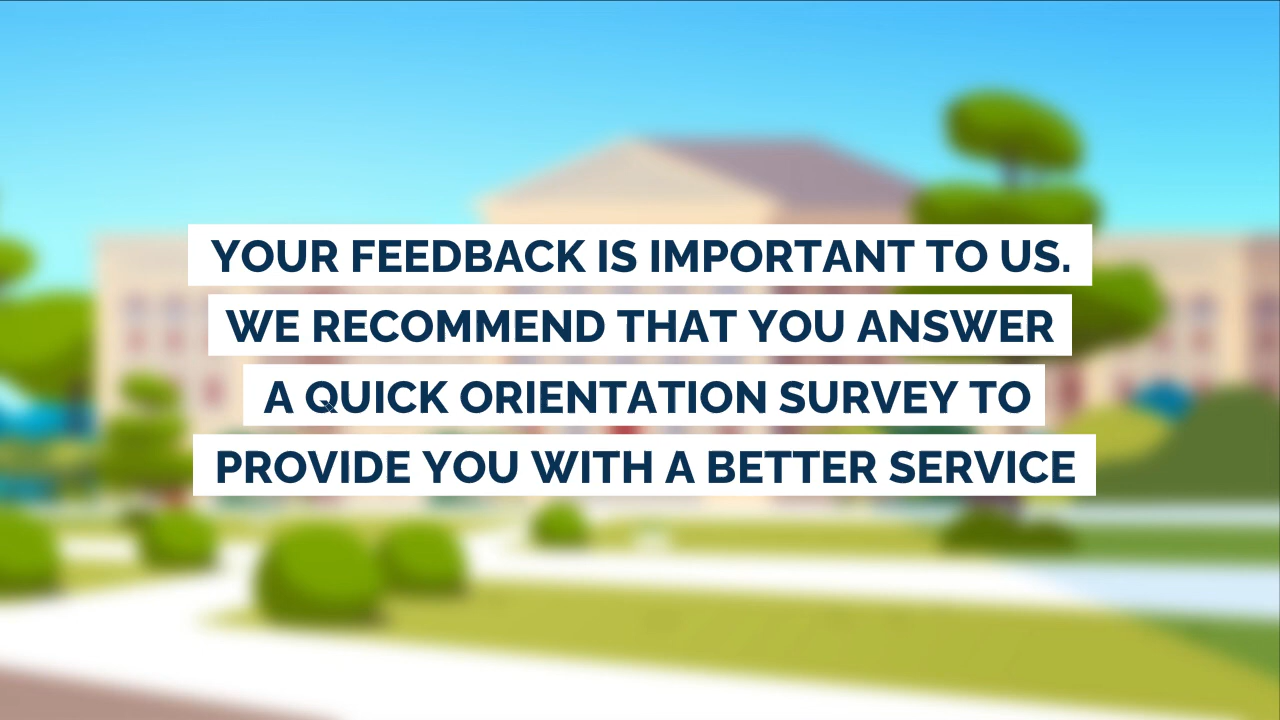 YOUR FEEDBACK IS IMPORTANT TO US.
WE RECOMMEND THAT YOU ANSWER
A QUICK ORIENTATION SURVEY TO
PROVIDE YOU WITH A BETTER SERVICE